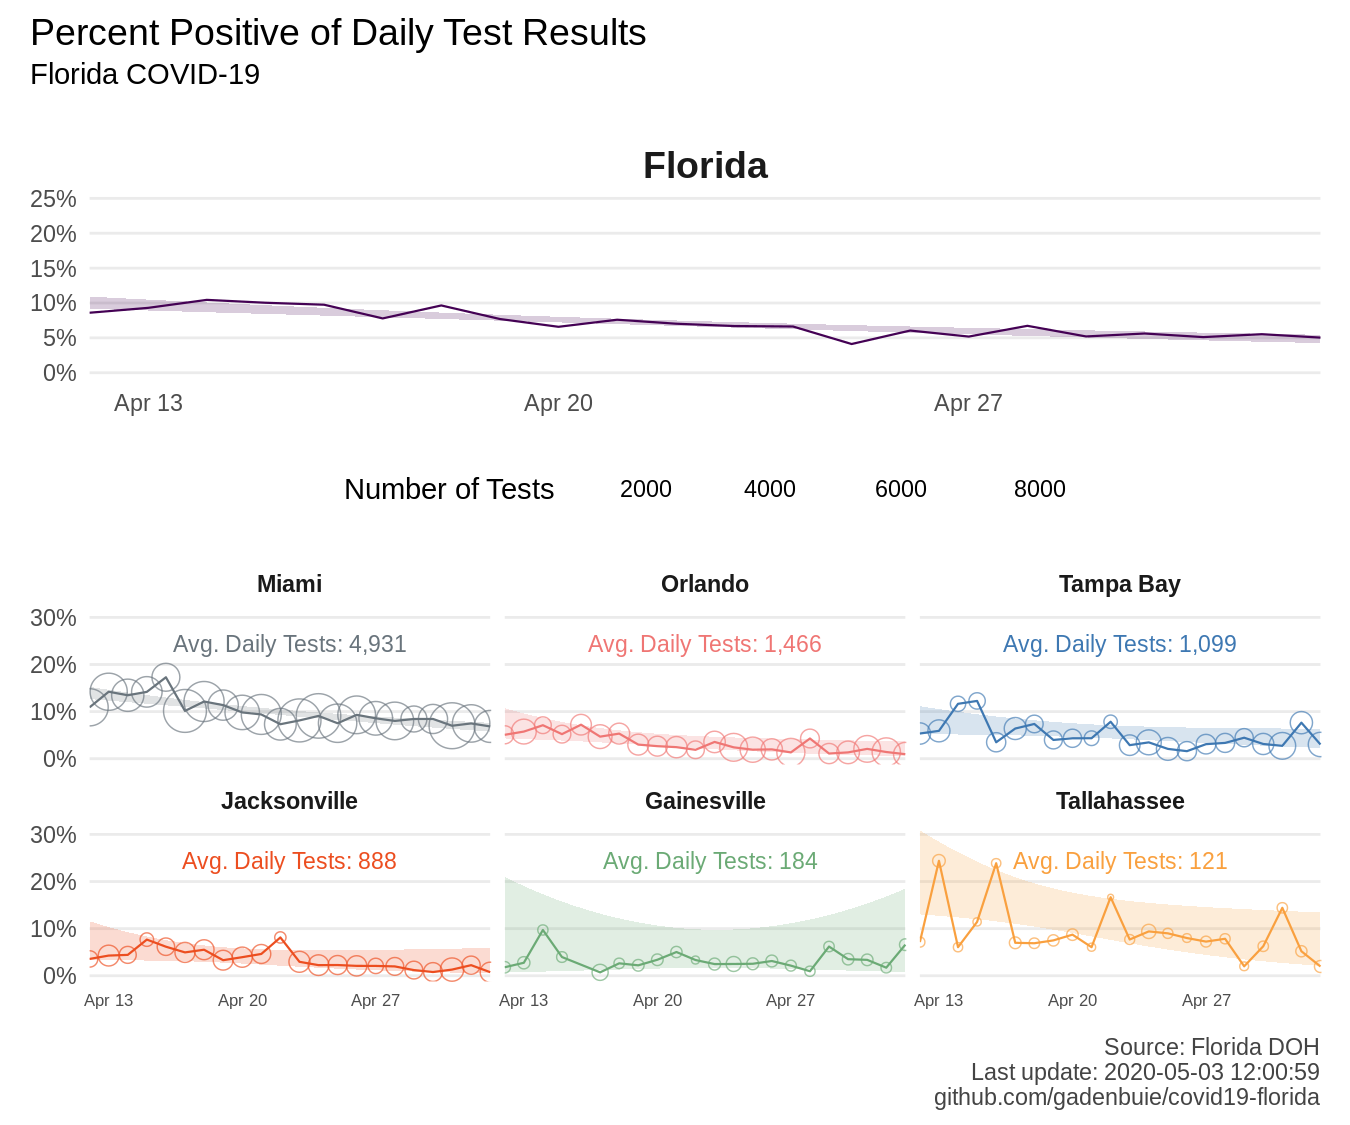 Percent Positive of Daily Test Results
Florida COVID-19
Florida
25%
20%
15%
10%
5%
0%
Apr 13 Apr 20 Apr 27
Number of Tests 2000 4000 6000 8000
Miami Orlando Tampa Bay
30%
Avg. Daily Tests: 4,931 Avg. Daily Tests: 1,466 Avg. Daily Tests: 1,099
20%
10%
0%
Jacksonville Gainesville Tallahassee
30%
Avg. Daily Tests: 888 Avg. Daily Tests: 184 Avg. Daily Tests: 121
20%
10%
0%
Apr 13 Apr 20 Apr 27 Apr 13 Apr 20 Apr 27 Apr 13 Apr 20 Apr 27
Source: Florida DOH
Last update: 2020-05-03 12:00:59
github.com/gadenbuie/covid19-florida